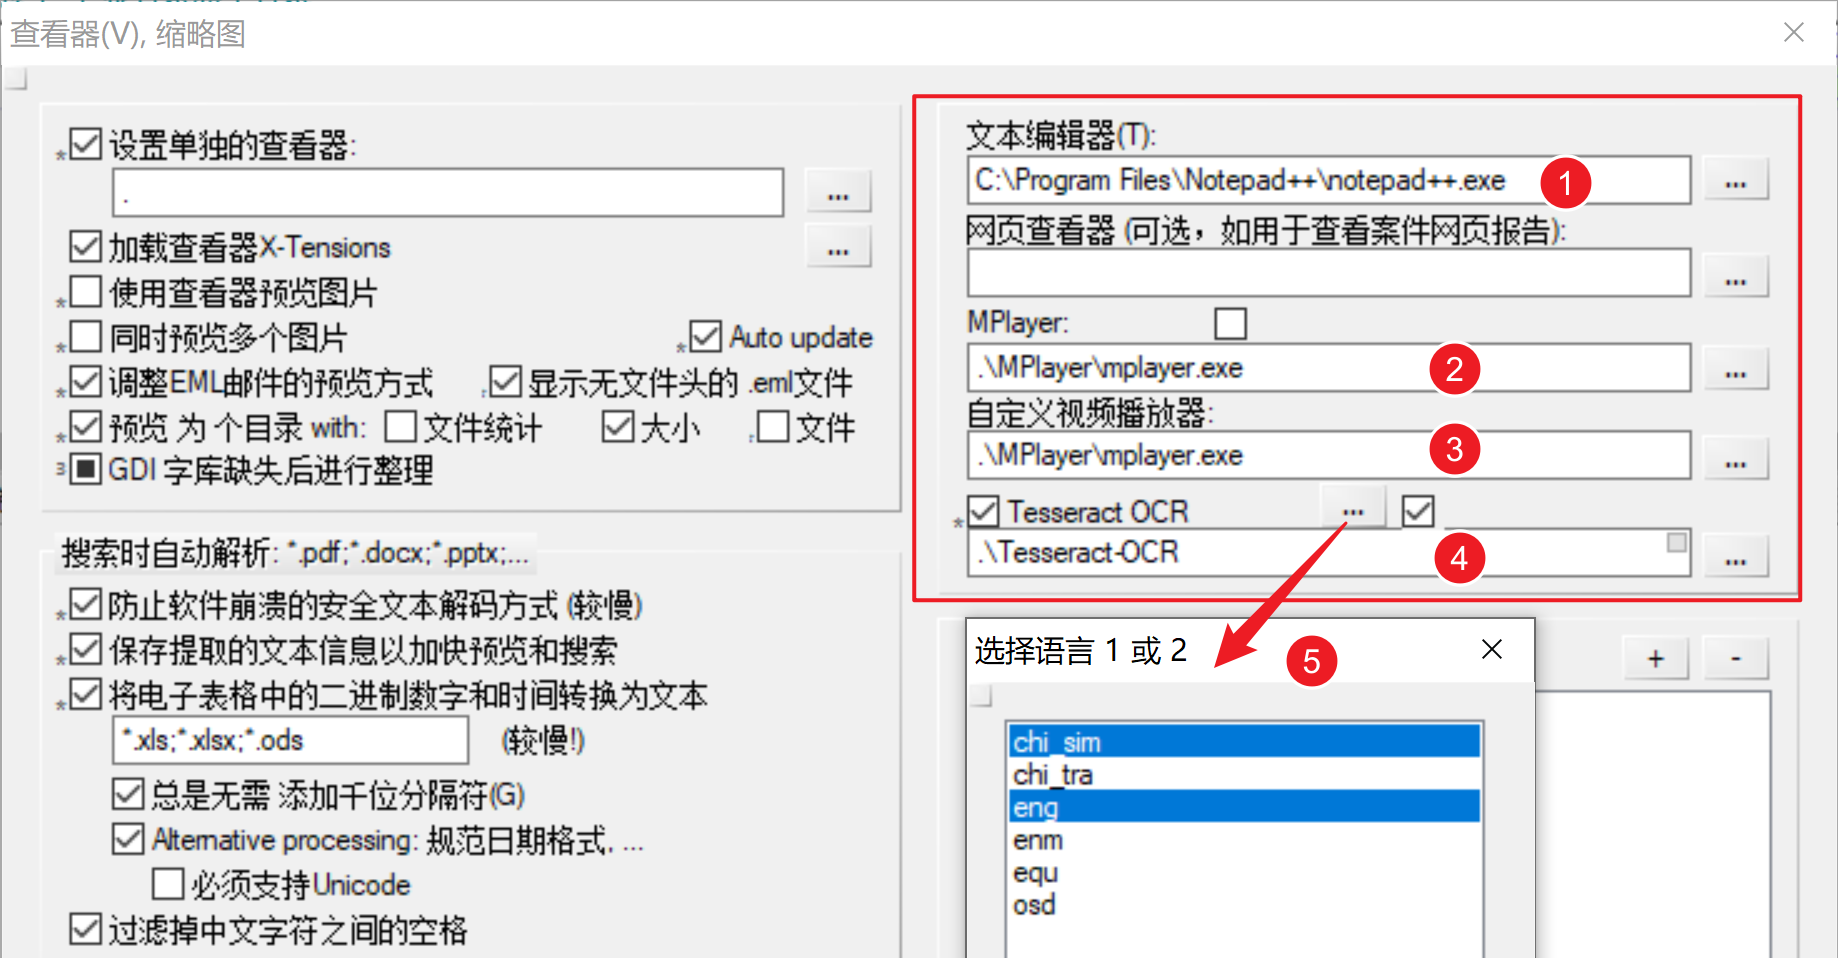 查看器(V), 缩略图
设置单独的查看器:
.
...
加载查看器X-Tensions
...
使用查看器预览图片
同时预览多个图片
Auto update
调整EML邮件的预览方式
显示无文件头的 .eml文件
预览 为 个目录 with:
文件统计
大小
文件
3
GDI 字库缺失后进行整理
搜索时自动解析: *.pdf;*.docx;*.pptx;...
防止软件崩溃的安全文本解码方式 (较慢)
保存提取的文本信息以加快预览和搜索
将电子表格中的二进制数字和时间转换为文本
*.xls;*.xlsx;*.ods
(较慢!)
总是无需 添加千位分隔符(G)
Alternative processing: 规范日期格式, ...
必须支持Unicode
过滤掉中文字符之间的空格
文本编辑器(T):
C:\Program Files\Notepad++\notepad++.exe
1
...
网页查看器 (可选，如用于查看案件网页报告):
...
MPlayer:
.\MPlayer\mplayer.exe
2
...
自定义视频播放器:
.\MPlayer\mplayer.exe
3
...
Tesseract OCR
...
.\Tesseract-OCR
4
...
选择语言 1 或 2
5
+
-
chi_sim
chi_tra
eng
enm
equ
osd